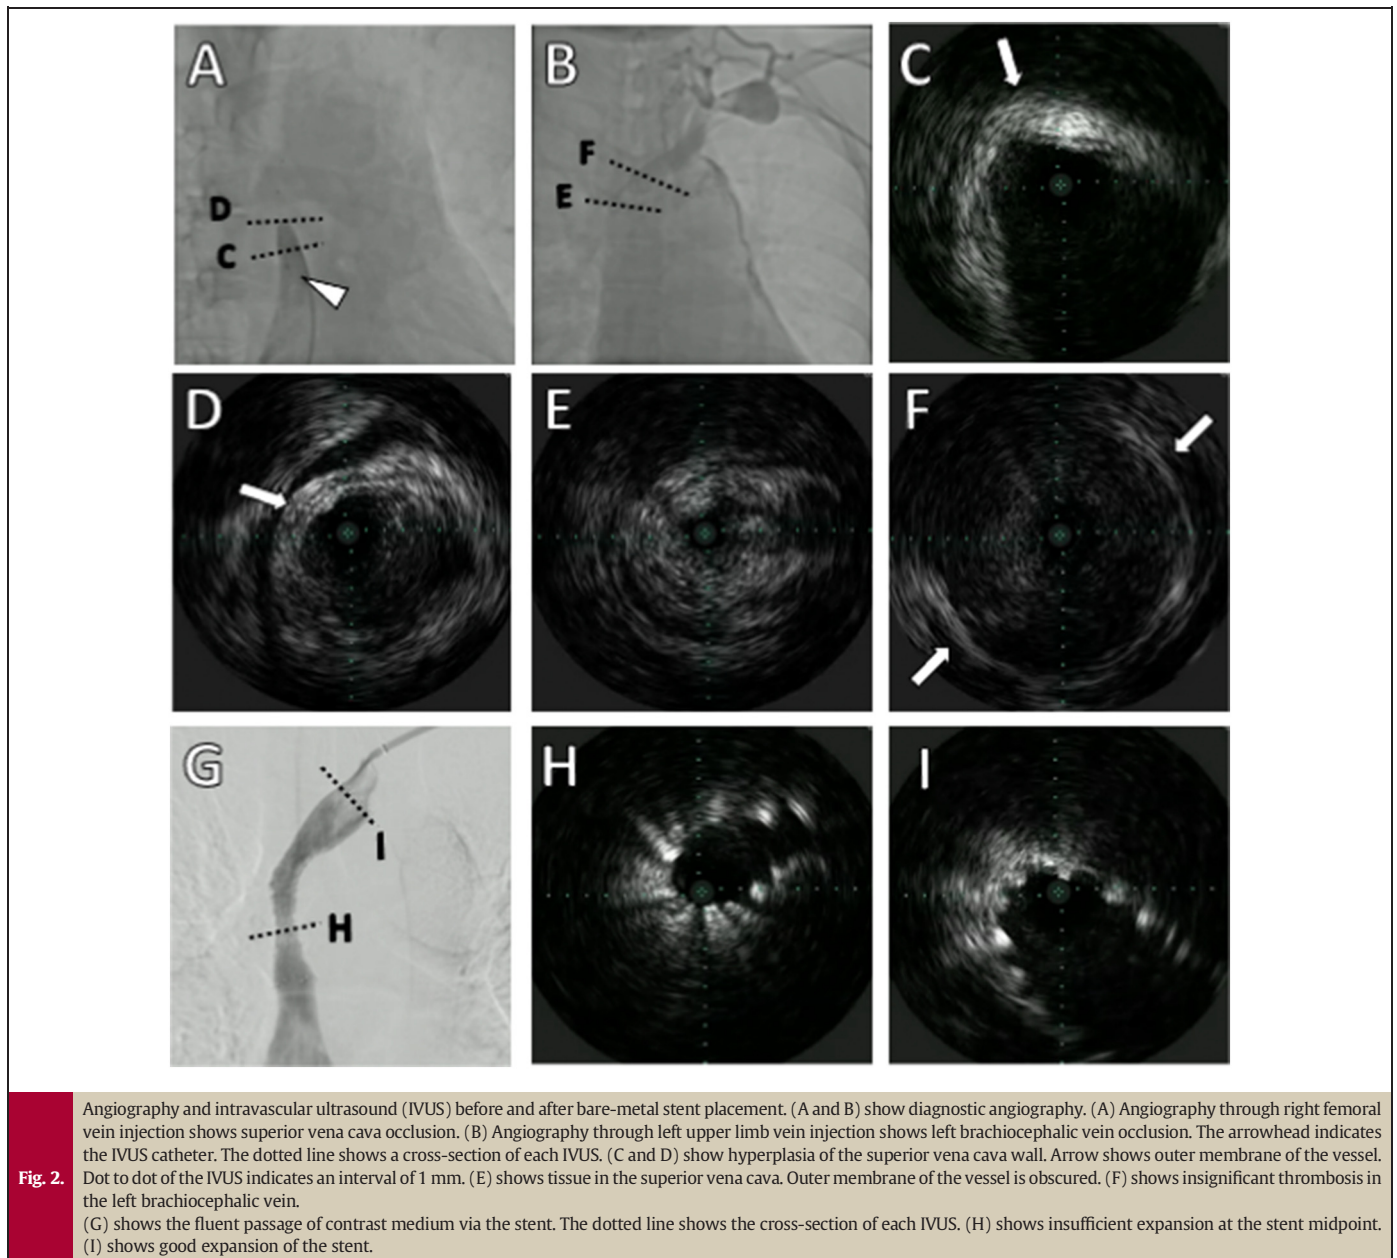 A
B
C
D
C
F
E
D
E
F
G
I
H
H
I
Fig. 2.
Angiography and intravascular ultrasound (IVUS) before and after bare-metal stent placement. (A and B) show diagnostic angiography. (A) Angiography through right femoral
vein injection shows superior vena cava occlusion. (B) Angiography through left upper limb vein injection shows left brachiocephalic vein occlusion. The arrowhead indicates
the IVUS catheter. The dotted line shows a cross-section of each IVUS. (C and D) show hyperplasia of the superior vena cava wall. Arrow shows outer membrane of the vessel.
Dot to dot of the IVUS indicates an interval of 1 mm. (E) shows tissue in the superior vena cava. Outer membrane of the vessel is obscured. (F) shows insignificant thrombosis in
the left brachiocephalic vein.
(G) shows the fluent passage of contrast medium via the stent. The dotted line shows the cross-section of each IVUS. (H) shows insufficient expansion at the stent midpoint.
(I) shows good expansion of the stent.